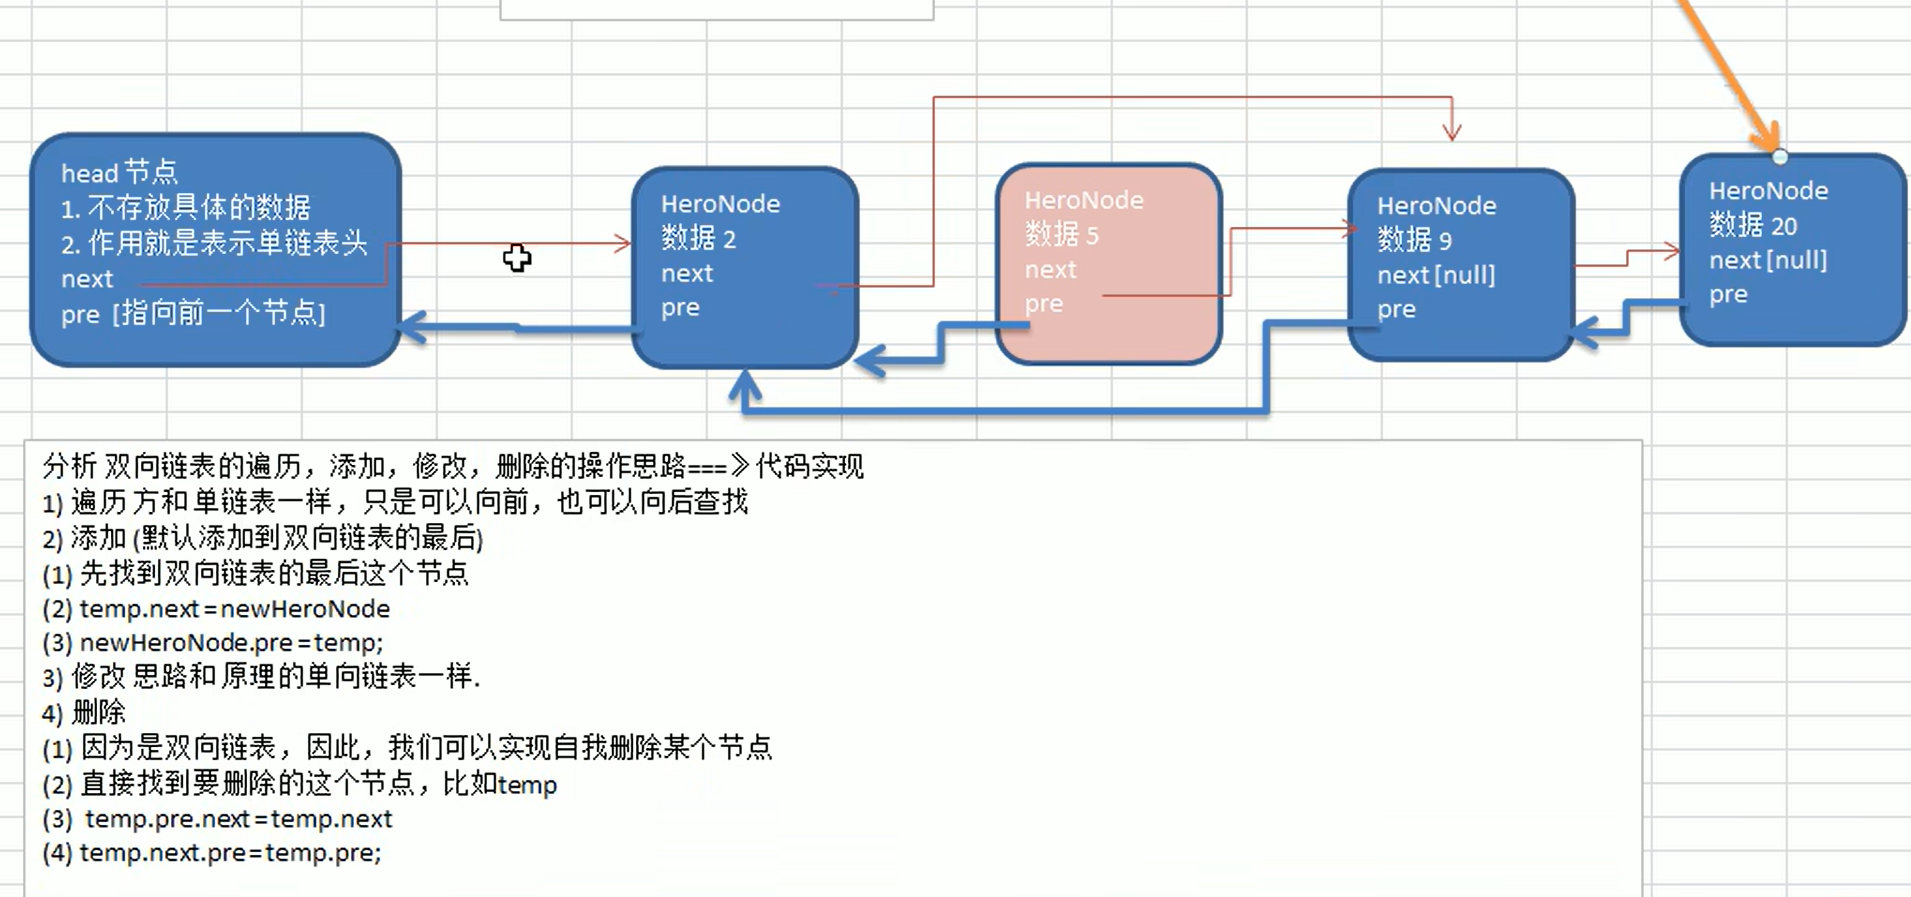 head 节点
1. 不存放具体的数据
2. 作用就是表示单链表头
next
pre [指向前一个节点]
HeroNode
数据 2
next
pre
HeroNode
数据 5
next
pre
HeroNode
数据 9
next [null]
pre
HeroNode
数据 20
next [null]
pre
分析 双向链表的遍历，添加，修改，删除的操作思路===》代码实现
1) 遍历 方和 单链表一样，只是可以向前，也可以向后查找
2) 添加 (默认添加到双向链表的最后)
(1) 先找到双向链表的最后这个节点
(2) temp.next = newHeroNode
(3) newHeroNode.pre = temp;
3) 修改 思路和 原理的单向链表一样.
4) 删除
(1) 因为是双向链表，因此，我们可以实现自我删除某个节点
(2) 直接找到要删除的这个节点，比如temp
(3) temp.pre.next = temp.next
(4) temp.next.pre = temp.pre;